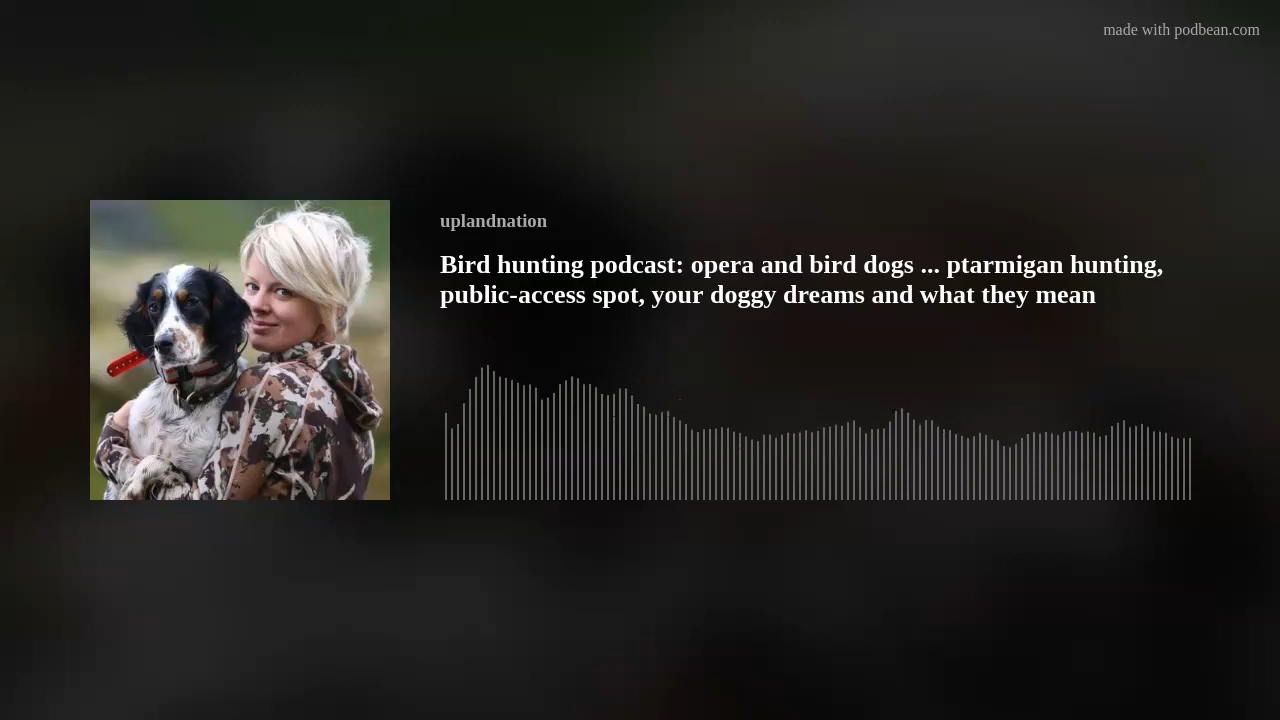 made with podbean.com
uplandnation
Bird hunting podcast: opera and bird dogs ... ptarmigan hunting,
public-access spot, your doggy dreams and what they mean